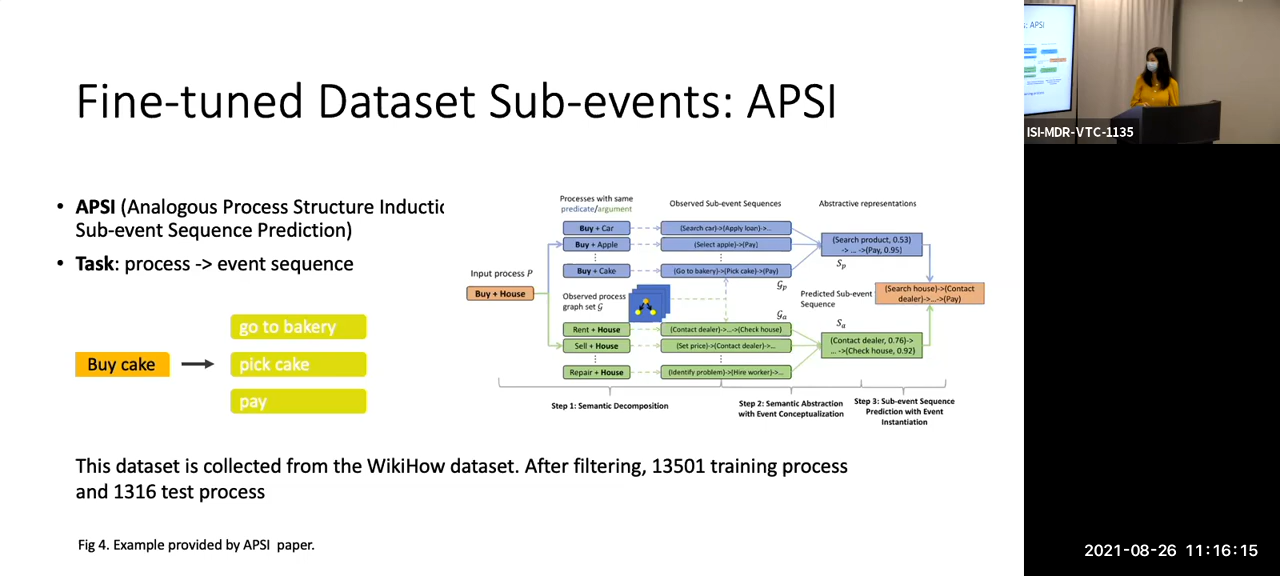 Fine-tuned Dataset Sub-events: APSI
• APSI (Analogous Process Structure Inductic
Sub-event Sequence Prediction)
• Task: process -> event sequence
Buy cake
go to bakery
pick cake
pay
Processes with same
predicate/argument
Observed Sub-event Sequences
Abstractive representations
Input process P
Buy + House
Buy + Car
Buy + Apple
Buy + Cake
(Search car)->(Apply loan)->...
(Select apple)->(Pay)
(Go to bakery)->(Pick cake)->(Pay)
(Search product, 0.53)
-> ... ->(Pay, 0.95)
Sp
Gp
Observed process
graph set G
Predicted Sub-event
Sequence
(Search house)->(Contact
dealer)->...->(Pay)
Ga
Sa
Rent + House
Sell + House
Repair + House
(Contact dealer)->...->(Check house)
(Set price)->(Contact dealer)->...
(Identify problem)->(Hire worker)->...
(Contact dealer, 0.76)->
... ->(Check house, 0.92)
Step 1: Semantic Decomposition
Step 2: Semantic Abstraction
with Event Conceptualization
Step 3: Sub-event Sequence
Prediction with Event
Instantiation
This dataset is collected from the WikiHow dataset. After filtering, 13501 training process
and 1316 test process
Fig 4. Example provided by APSI paper.
s: APSI
ISI-MDR-VTC-1135
2021-08-26 11:16:15